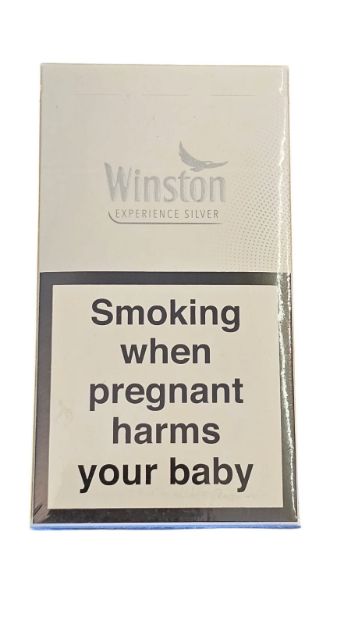 Winston
EXPERIENCE SILVER
Smoking
when
pregnant
harms
your baby